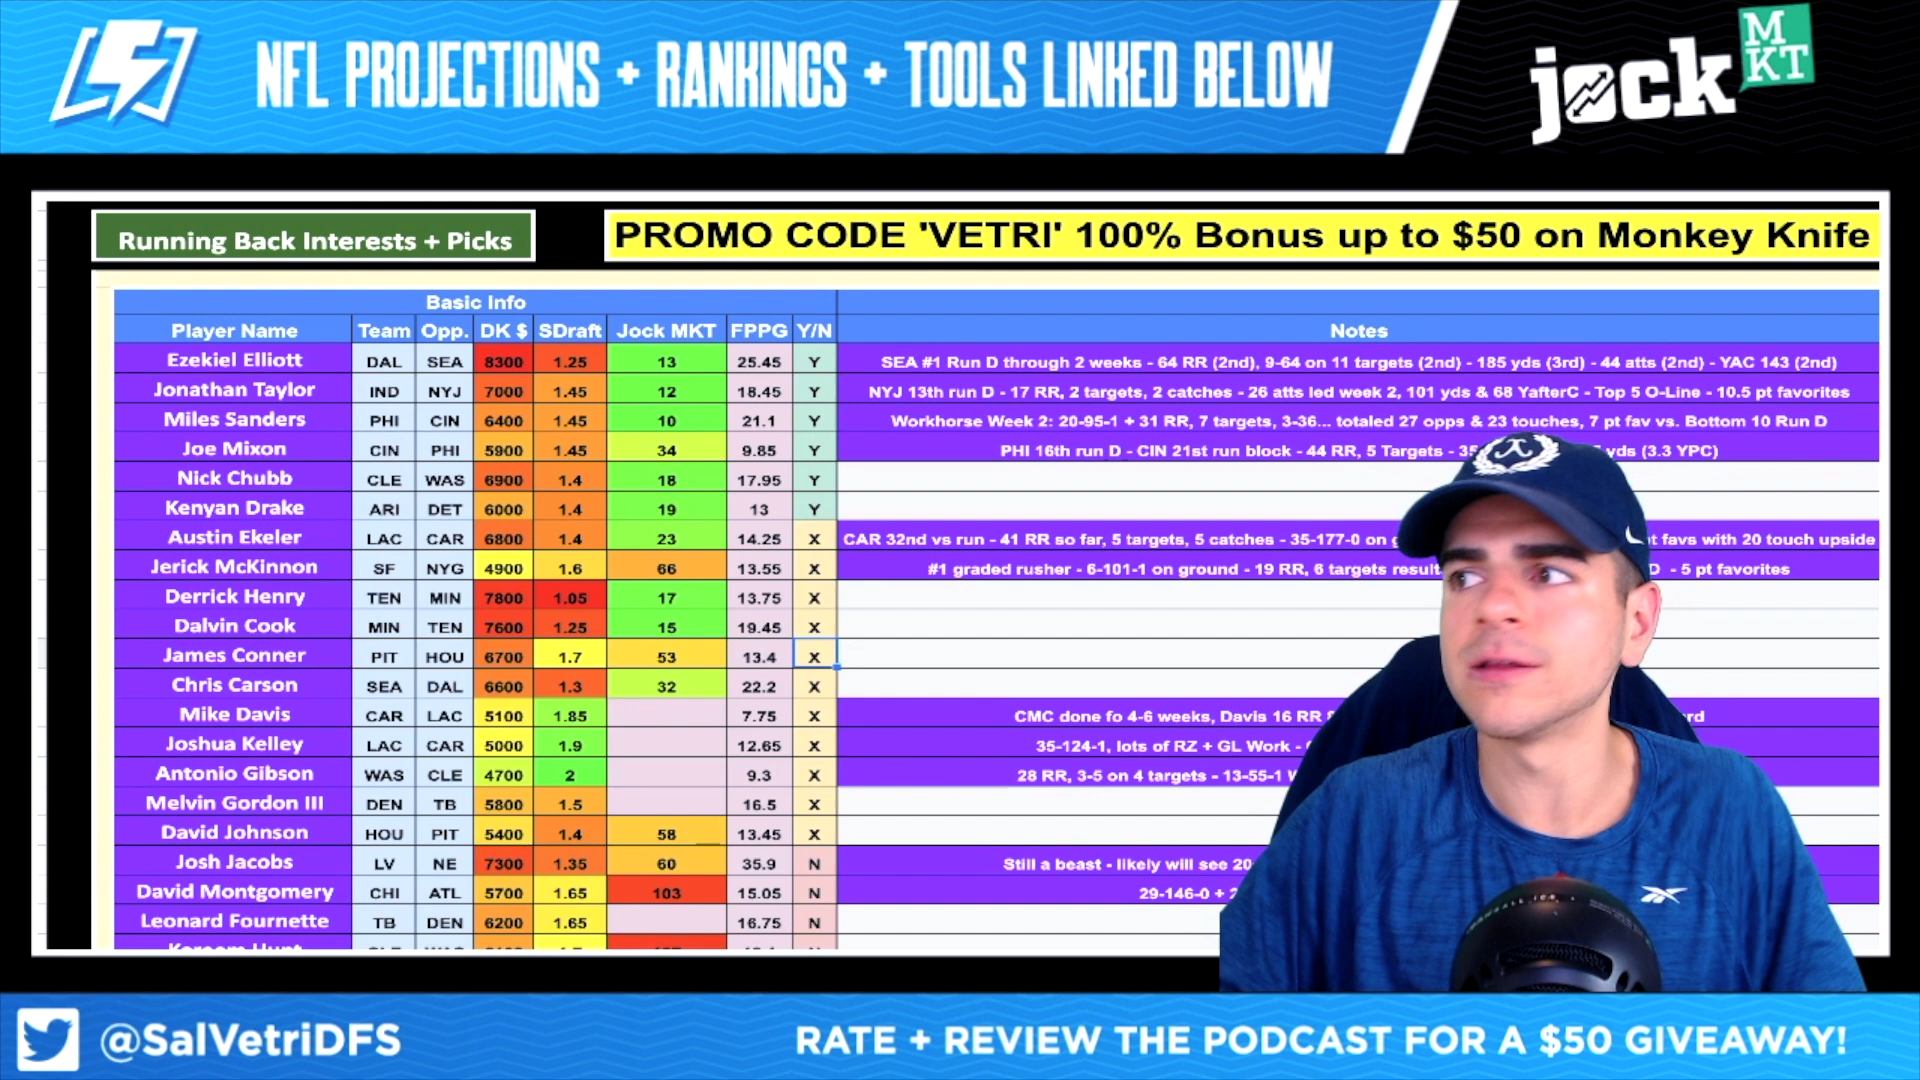 NFL PROJECTIONS + RANKINGS + TOOLS LINKED BELOW
jock MKT
Running Back Interests + Picks
PROMO CODE 'VETRI' 100% Bonus up to $50 on Monkey Knife
Basic Info
Player Name Team Opp. DK $ SDraft Jock MKT FPPG Y/N Notes
Ezekiel Elliott DAL SEA 8300 1.25 13 25.45 Y SEA #1 Run D through 2 weeks - 64 RR (2nd), 9-64 on 11 targets (2nd) - 185 yds (3rd) - 44 atts (2nd) - YAC 143 (2nd)
Jonathan Taylor IND NYJ 7000 1.45 12 18.45 Y NYJ 13th run D - 17 RR, 2 targets, 2 catches - 26 atts led week 2, 101 yds & 68 YafterC - Top 5 O-Line - 10.5 pt favorites
Miles Sanders PHI CIN 6400 1.45 10 21.1 Y Workhorse Week 2: 20-95-1 + 31 RR, 7 targets, 3-36... totaled 27 opps & 23 touches, 7 pt fav vs. Bottom 10 Run D
Joe Mixon CIN PHI 5900 1.45 34 9.85 Y PHI 16th run D - CIN 21st run block - 44 RR, 5 Targets - yds (3.3 YPC)
Nick Chubb CLE WAS 6900 1.4 18 17.95 Y
Kenyan Drake ARI DET 6000 1.4 19 13 Y
Austin Ekeler LAC CAR 6800 1.4 23 14.25 X CAR 32nd vs run - 41 RR so far, 5 targets, 5 catches - 35-177-0 on favs with 20 touch upside
Jerick McKinnon SF NYG 4900 1.6 66 13.55 X #1 graded rusher - 6-101-1 on ground - 19 RR, 6 targets - 5 pt favorites
Derrick Henry TEN MIN 7800 1.05 17 13.75 X
Dalvin Cook MIN TEN 7600 1.25 15 19.45 X
James Conner PIT HOU 6700 1.7 53 13.4 X
Chris Carson SEA DAL 6600 1.3 32 22.2 X
Mike Davis CAR LAC 5100 1.85 7.75 X CMC done fo 4-6 weeks, Davis 16 RR
Joshua Kelley LAC CAR 5000 1.9 12.65 X 35-124-1, lots of RZ + GL Work -
Antonio Gibson WAS CLE 4700 2 9.3 X 28 RR, 3-5 on 4 targets - 13-55-1
Melvin Gordon III DEN TB 5800 1.5 16.5 X
David Johnson HOU PIT 5400 1.4 58 13.45 X
Josh Jacobs LV NE 7300 1.35 60 35.9 N Still a beast - likely will see 20
David Montgomery CHI ATL 5700 1.65 103 15.05 N 29-146-0 +
Leonard Fournette TB DEN 6200 1.65 16.75 N
@SalVetriDFS
RATE + REVIEW THE PODCAST FOR A $50 GIVEAWAY!